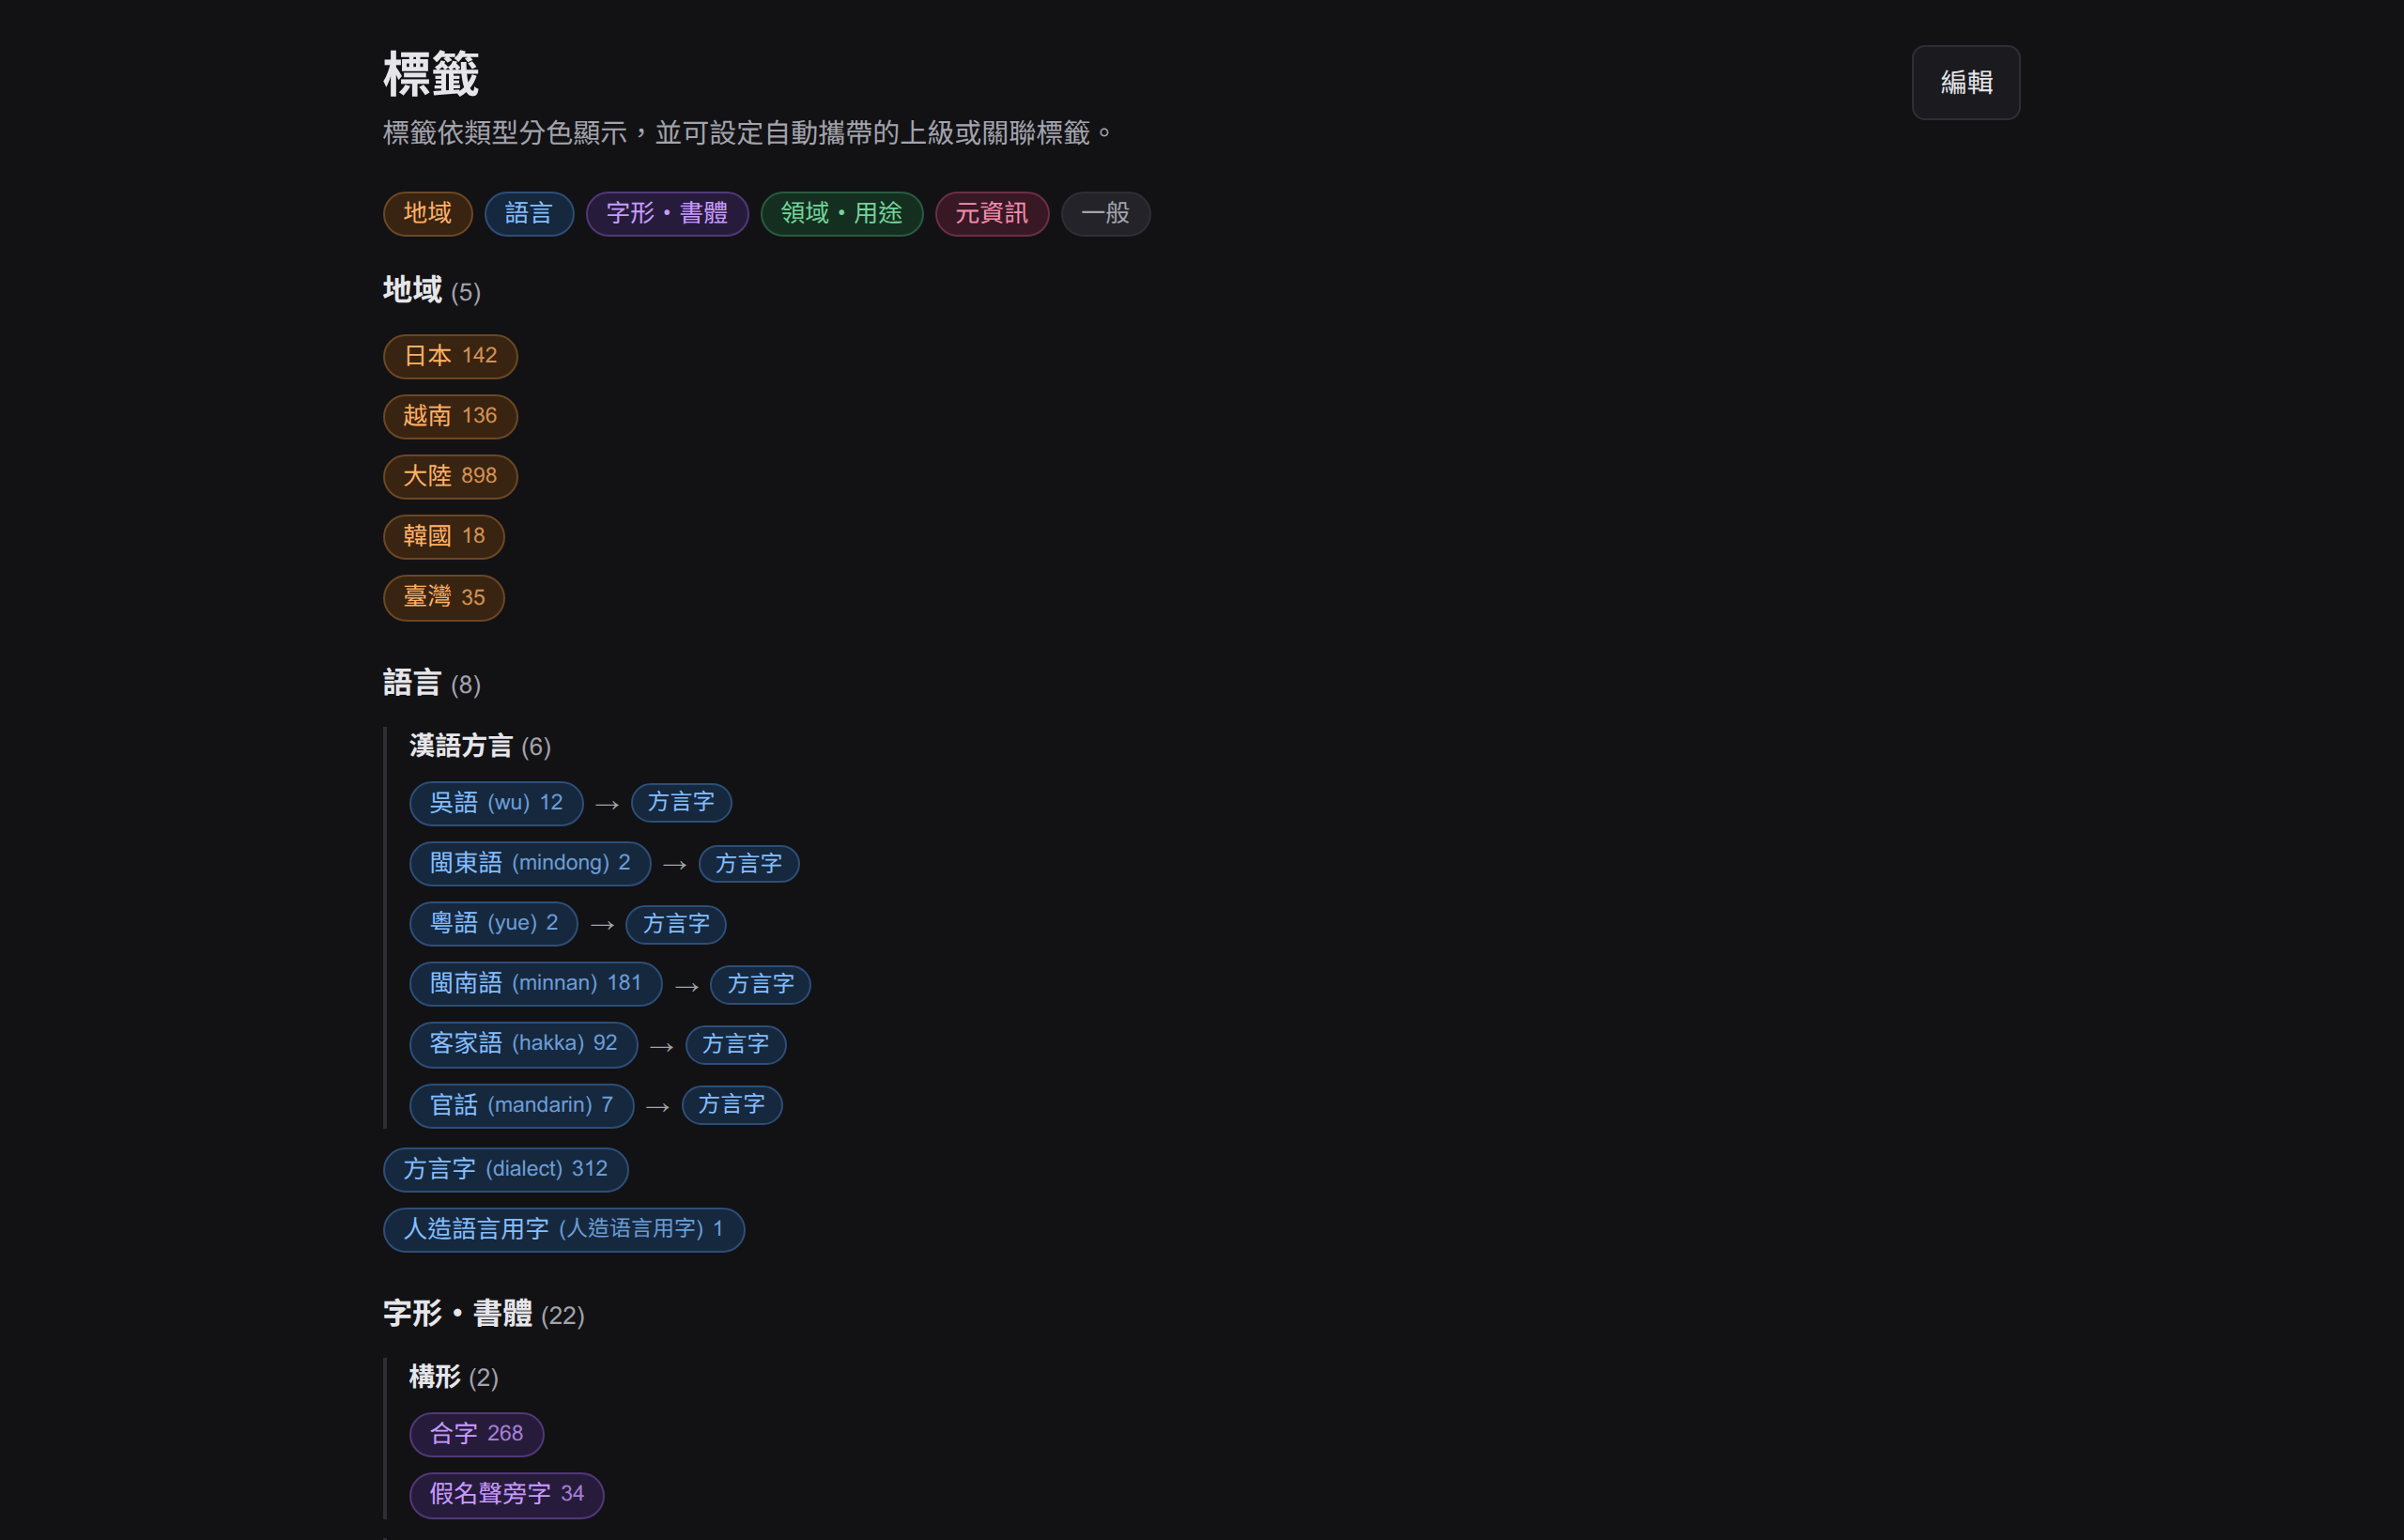 標籤
編輯
標籤依類型分色顯示，並可設定自動攜帶的上級或關聯標籤。
地域 語言 字形・書體 領域・用途 元資訊 一般
地域 (5)
日本 142
越南 136
大陸 898
韓國 18
臺灣 35
語言 (8)
漢語方言 (6)
吳語 (wu) 12 → 方言字
閩東語 (mindong) 2 → 方言字
粵語 (yue) 2 → 方言字
閩南語 (minnan) 181 → 方言字
客家語 (hakka) 92 → 方言字
官話 (mandarin) 7 → 方言字
方言字 (dialect) 312
人造語言用字 (人造语言用字) 1
字形・書體 (22)
構形 (2)
合字 268
假名聲旁字 34